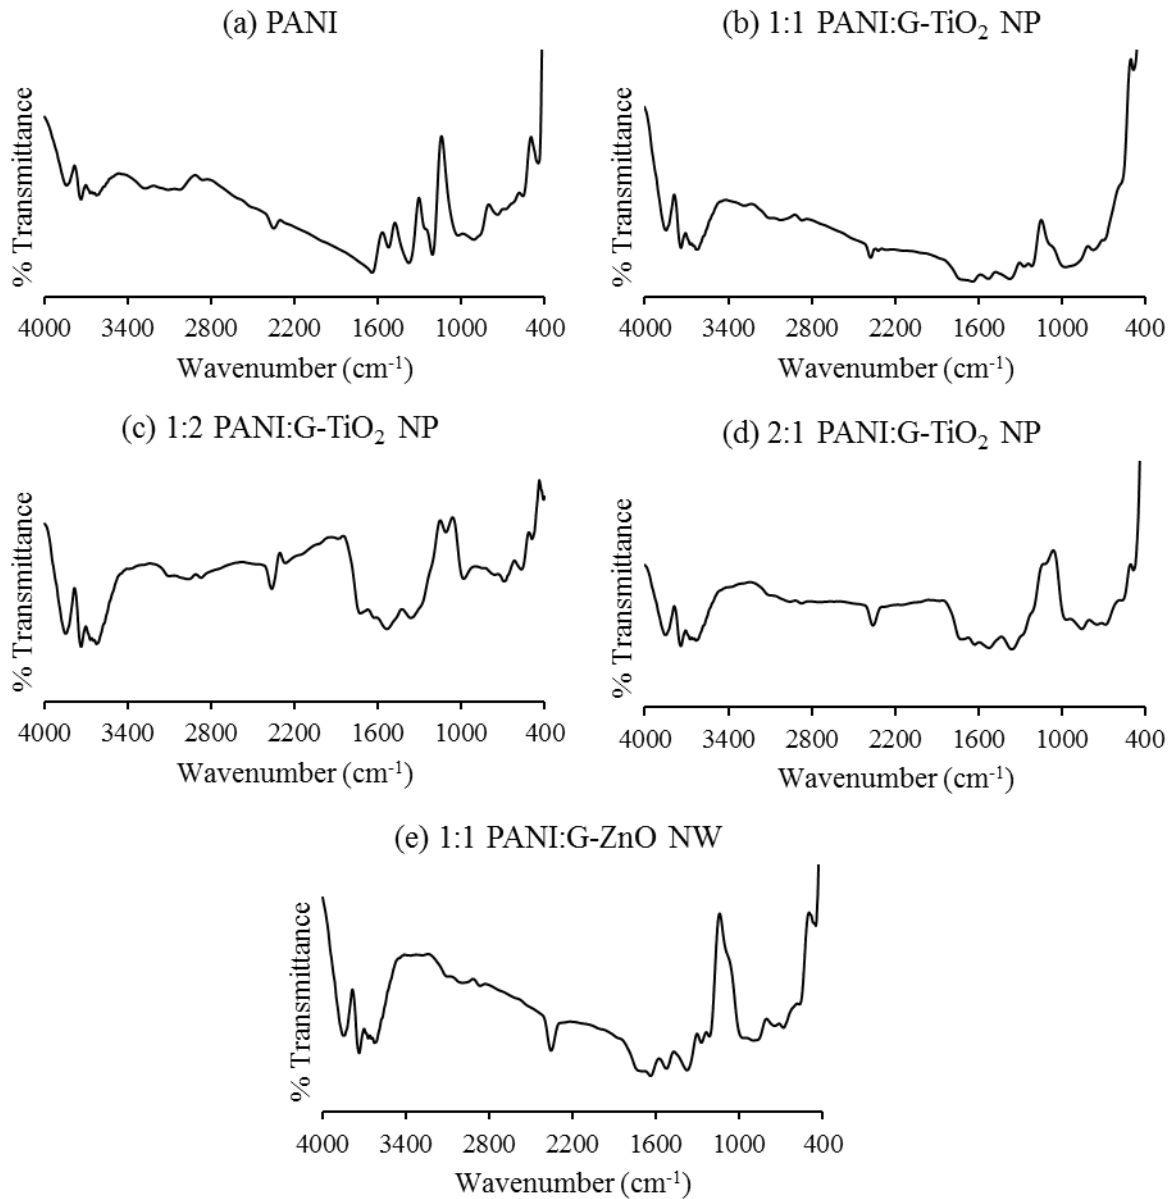 (a) PANI
% Transmittance
4000 3400 2800 2200 1600 1000 400
Wavenumber (cm-1)
(b) 1:1 PANI:G-TiO2 NP
% Transmittance
4000 3400 2800 2200 1600 1000 400
Wavenumber (cm-1)
(c) 1:2 PANI:G-TiO2 NP
% Transmittance
4000 3400 2800 2200 1600 1000 400
Wavenumber (cm-1)
(d) 2:1 PANI:G-TiO2 NP
% Transmittance
4000 3400 2800 2200 1600 1000 400
Wavenumber (cm-1)
(e) 1:1 PANI:G-ZnO NW
% Transmittance
4000 3400 2800 2200 1600 1000 400
Wavenumber (cm-1)